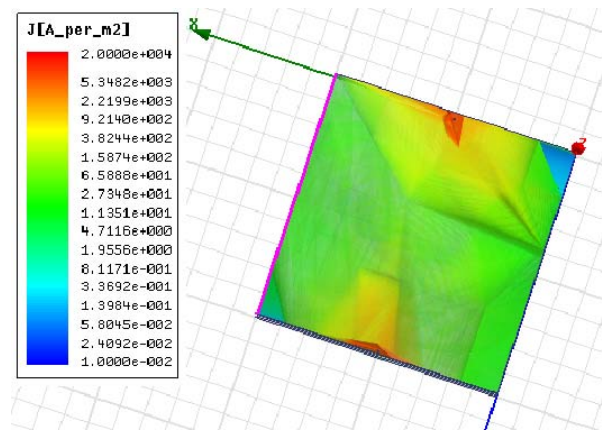 J[A_per_m2]
2.0000e+004
5.3482e+003
2.2199e+003
9.2140e+002
3.8244e+002
1.5874e+002
6.5888e+001
2.7348e+001
1.1351e+001
4.7116e+000
1.9556e+000
8.1171e-001
3.3692e-001
1.3984e-001
5.8045e-002
2.4092e-002
1.0000e-002
X
Z